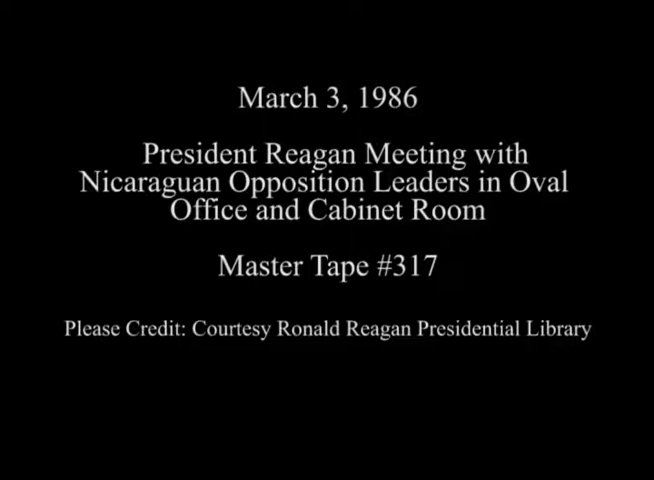 March 3, 1986
President Reagan Meeting with
Nicaraguan Opposition Leaders in Oval
Office and Cabinet Room
Master Tape #317
Please Credit: Courtesy Ronald Reagan Presidential Library